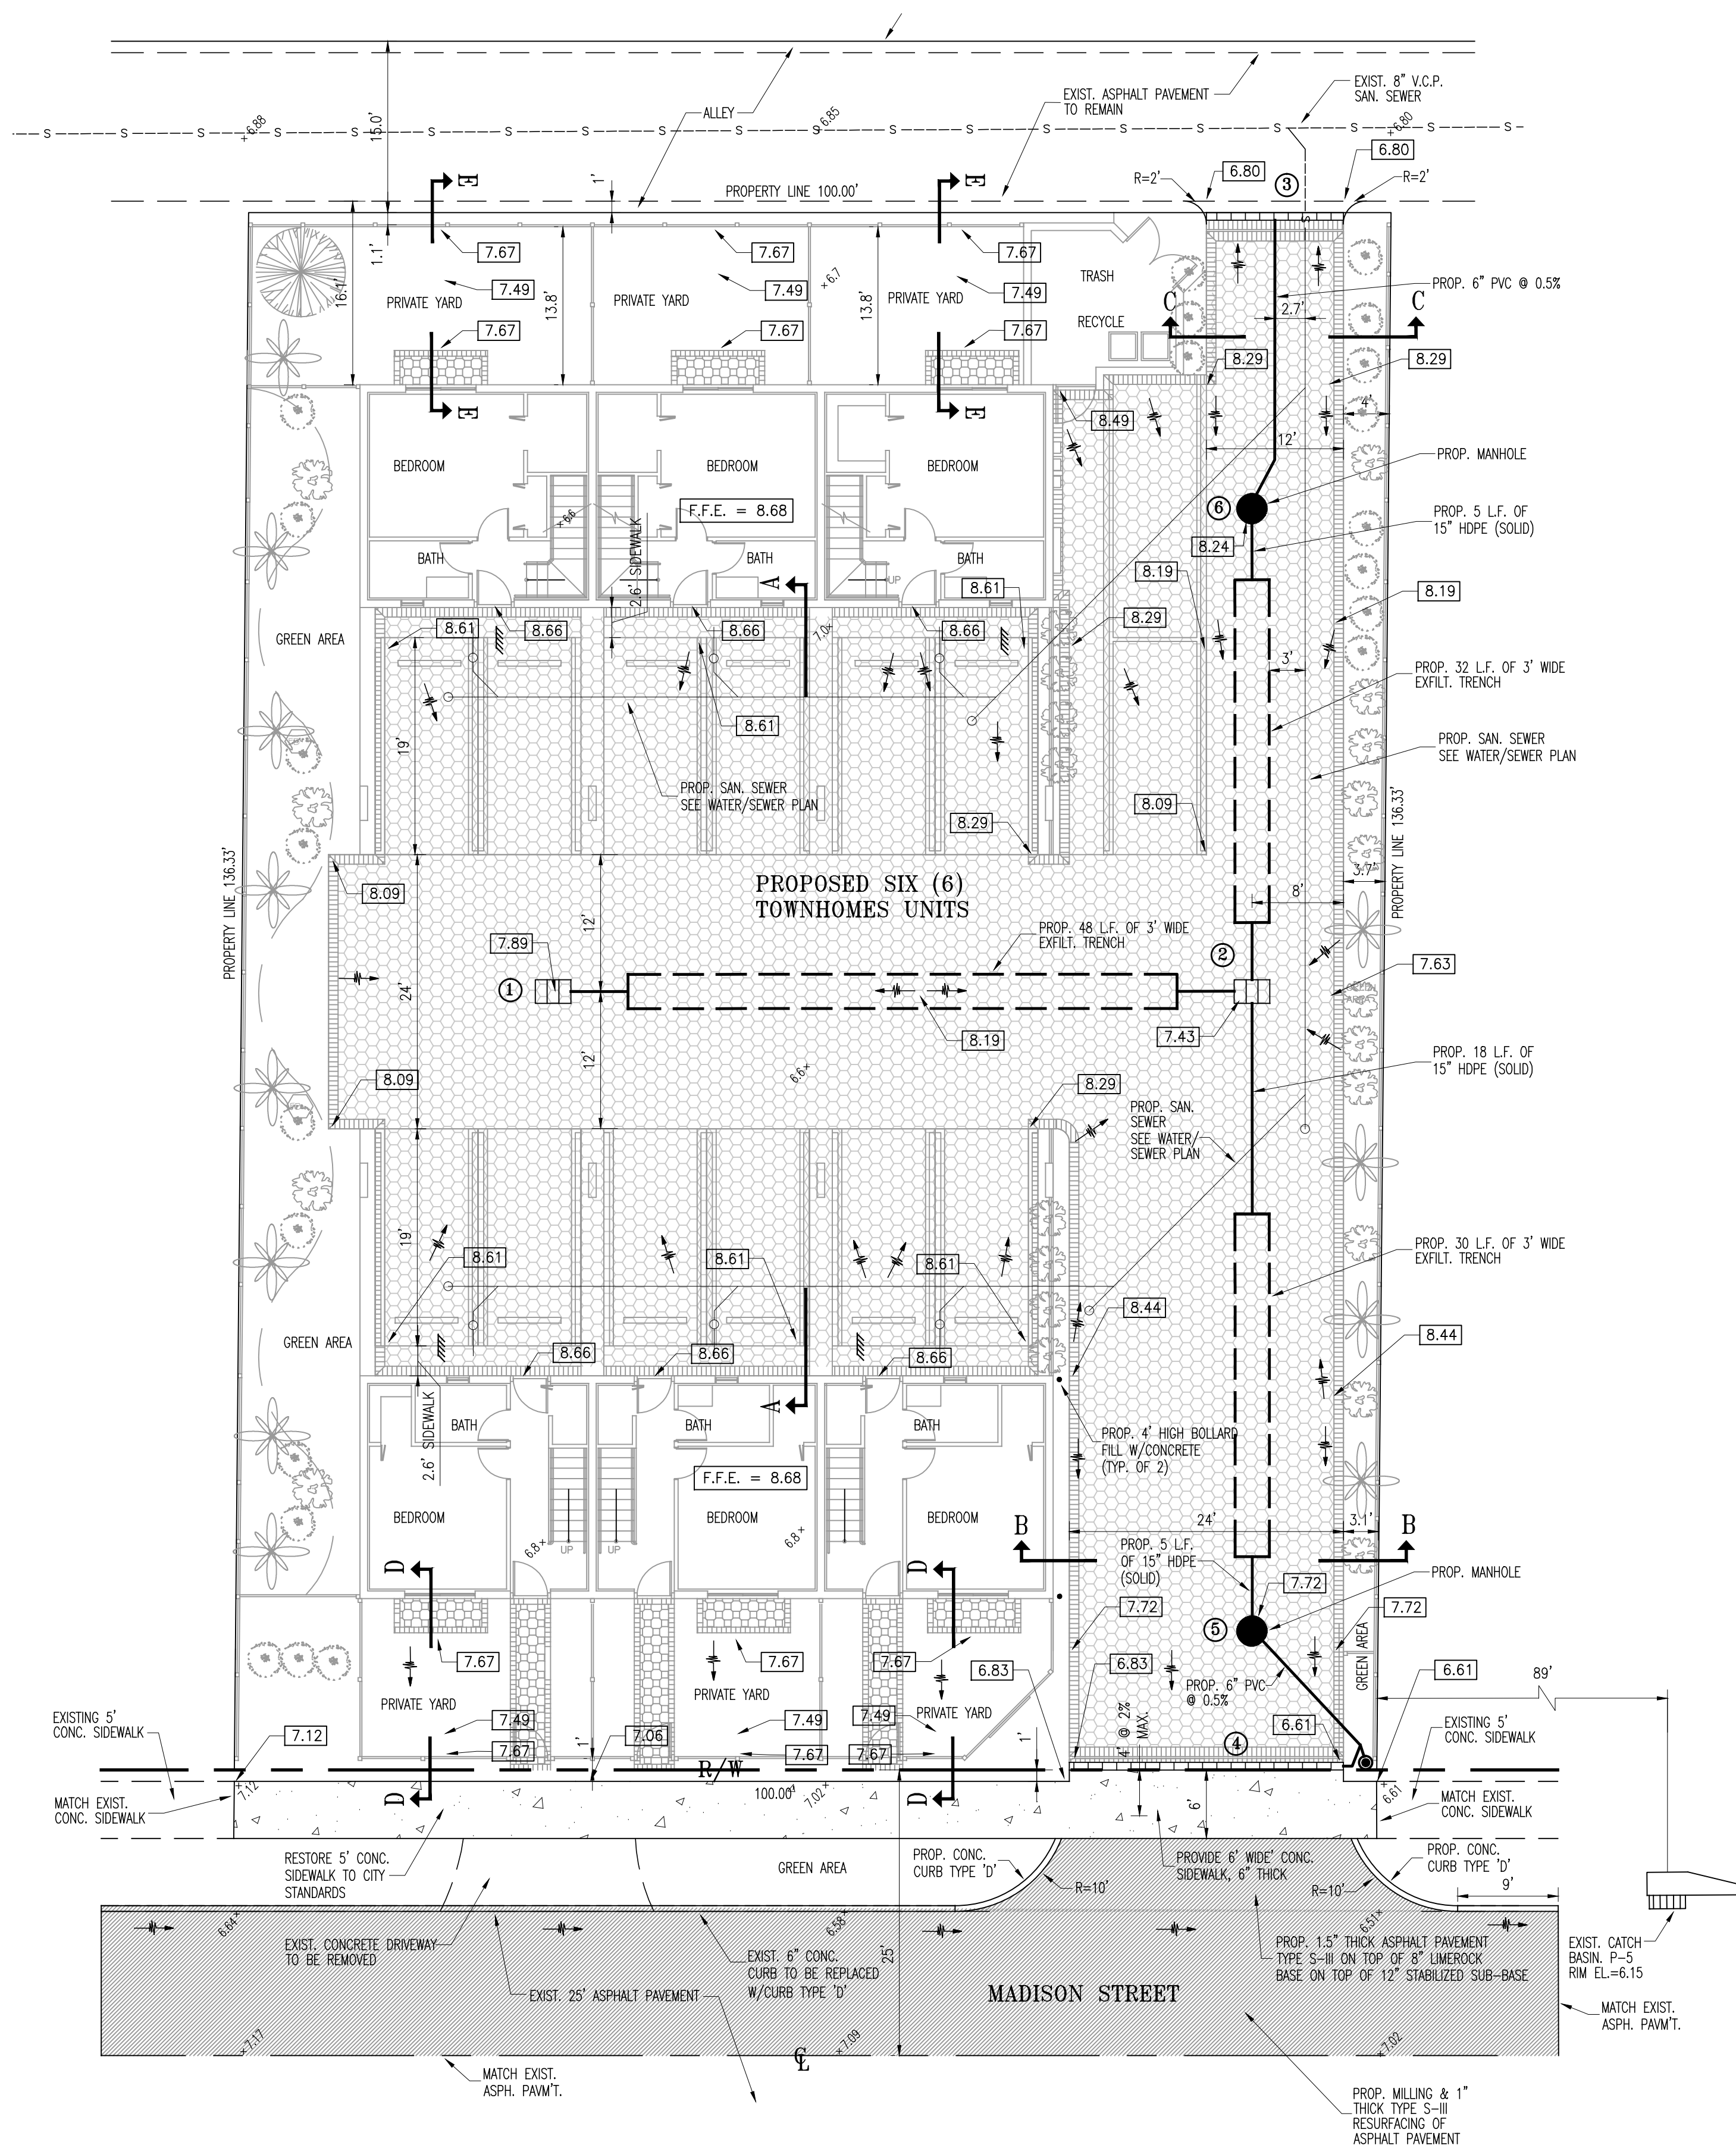 EXIST. 8" V.C.P.
SAN. SEWER
EXIST. ASPHALT PAVEMENT
TO REMAIN
ALLEY
15.0'
S S S S S S S S S S S S S S S S S S S S
6.88
6.85
6.80
6.80
6.80
3
R=2'
R=2'
E
E
1'
PROPERTY LINE 100.00'
1.1'
16.1'
7.67
7.67
7.67
7.49
7.49
7.49
6.7
PRIVATE YARD
PRIVATE YARD
PRIVATE YARD
13.8'
13.8'
7.67
7.67
7.67
TRASH
RECYCLE
PROP. 6" PVC @ 0.5%
2.7'
C
C
E
E
8.29
8.29
8.49
4'
12'
BEDROOM
BEDROOM
BEDROOM
PROP. MANHOLE
F.F.E. = 8.68
6.6
6
8.24
PROP. 5 L.F. OF
15" HDPE (SOLID)
BATH
BATH
BATH
UP
2.6' SIDEWALK
A
8.61
8.19
8.19
GREEN AREA
8.61
8.66
8.66
8.66
7.0
8.29
3'
PROP. 32 L.F. OF 3' WIDE
EXFILT. TRENCH
8.61
19'
PROP. SAN. SEWER
SEE WATER/SEWER PLAN
PROP. SAN. SEWER
SEE WATER/SEWER PLAN
8.29
8.09
PROPERTY LINE 136.33'
PROPERTY LINE 136.33'
8.09
PROPOSED SIX (6)
TOWNHOMES UNITS
3.7'
8'
12'
7.89
PROP. 48 L.F. OF 3' WIDE
EXFILT. TRENCH
2
7.63
1
24'
GREEN
AREA
8.19
7.43
12'
8.09
6.6
8.29
PROP. 18 L.F. OF
15" HDPE (SOLID)
PROP. SAN.
SEWER
SEE WATER/
SEWER PLAN
19'
8.61
8.61
8.61
PROP. 30 L.F. OF 3' WIDE
EXFILT. TRENCH
8.44
8.44
GREEN AREA
8.66
8.66
8.66
2.6' SIDEWALK
A
BATH
BATH
BATH
PROP. 4' HIGH BOLLARD
FILL W/CONCRETE
(TYP. OF 2)
F.F.E. = 8.68
BEDROOM
BEDROOM
BEDROOM
24'
3.1'
B
B
6.8
6.8
UP
UP
D
D
PROP. 5 L.F.
OF 15" HDPE
(SOLID)
7.72
PROP. MANHOLE
7.72
7.72
5
GREEN AREA
7.67
7.67
7.67
6.83
6.83
6.61
89'
PRIVATE YARD
PRIVATE YARD
PRIVATE YARD
PROP. 6" PVC
@ 0.5%
EXISTING 5'
CONC. SIDEWALK
7.12
7.49
7.49
7.49
7.06
7.67
7.67
7.67
1'
1'
4' @ 2%
MAX.
4
6.61
EXISTING 5'
CONC. SIDEWALK
R/W
100.00'
7.12
7.02
6.61
D
D
6'
MATCH EXIST.
CONC. SIDEWALK
MATCH EXIST.
CONC. SIDEWALK
RESTORE 5' CONC.
SIDEWALK TO CITY
STANDARDS
GREEN AREA
PROP. CONC.
CURB TYPE 'D'
R=10'
PROVIDE 6' WIDE' CONC.
SIDEWALK, 6" THICK
R=10'
PROP. CONC.
CURB TYPE 'D'
9'
6.64
6.58
6.51
EXIST. CONCRETE DRIVEWAY
TO BE REMOVED
EXIST. 6" CONC.
CURB TO BE REPLACED
W/CURB TYPE 'D'
25'
PROP. 1.5" THICK ASPHALT PAVEMENT
TYPE S-III ON TOP OF 8" LIMEROCK
BASE ON TOP OF 12" STABILIZED SUB-BASE
EXIST. CATCH
BASIN. P-5
RIM EL.=6.15
EXIST. 25' ASPHALT PAVEMENT
MADISON STREET
MATCH EXIST.
ASPH. PAVM'T.
7.17
7.09
7.02
CL
MATCH EXIST.
ASPH. PAVM'T.
PROP. MILLING & 1"
THICK TYPE S-III
RESURFACING OF
ASPHALT PAVEMENT